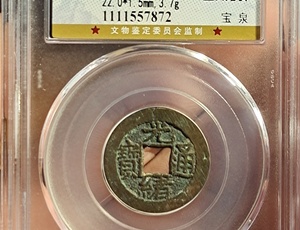 22.0*1.5mm, 3.7g
1111557872
宝泉
★文物鉴定委员会监制★
光
寶 通
緒